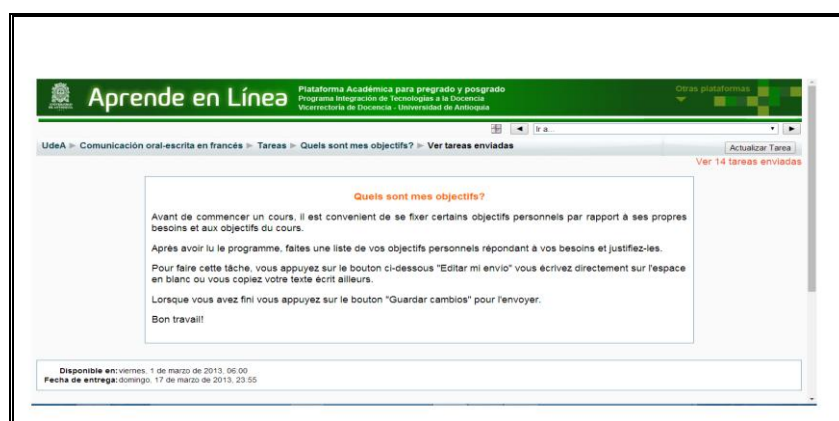 Aprende en Línea
Plataforma Académica para pregrado y posgrado
Programa Integración de Tecnologías a la Docencia
Vicerrectoría de Docencia - Universidad de Antioquia
Otras plataformas
Ir a...
UdeA ► Comunicación oral-escrita en francés ► Tareas ► Quels sont mes objectifs? ► Ver tareas enviadas
Actualizar Tarea
Ver 14 tareas enviadas
Quels sont mes objectifs?
Avant de commencer un cours, il est convenient de se fixer certains objectifs personnels par rapport à ses propres
besoins et aux objectifs du cours.
Après avoir lu le programme, faites une liste de vos objectifs personnels répondant à vos besoins et justifiez-les.
Pour faire cette tâche, vous appuyez sur le bouton ci-dessous "Editar mi envio" vous écrivez directement sur l'espace
en blanc ou vous copiez votre texte écrit ailleurs.
Lorsque vous avez fini vous appuyez sur le bouton "Guardar cambios" pour l'envoyer.
Bon travail!
Disponible en: viernes, 1 de marzo de 2013, 06:00
Fecha de entrega: domingo, 17 de marzo de 2013, 23:55